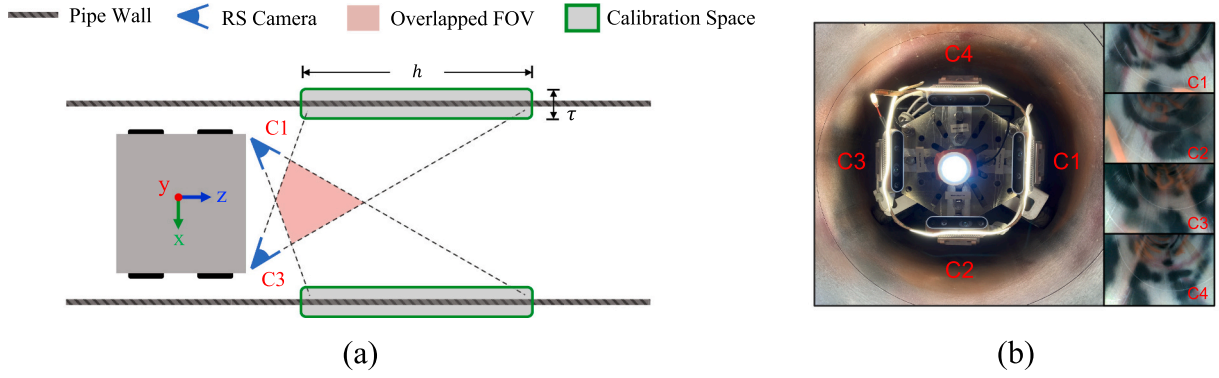 Pipe Wall RS Camera Overlapped FOV Calibration Space
h
τ
C1
y z
x
C3
(a)
C4
C3 C1
C2
C1
C2
C3
C4
(b)